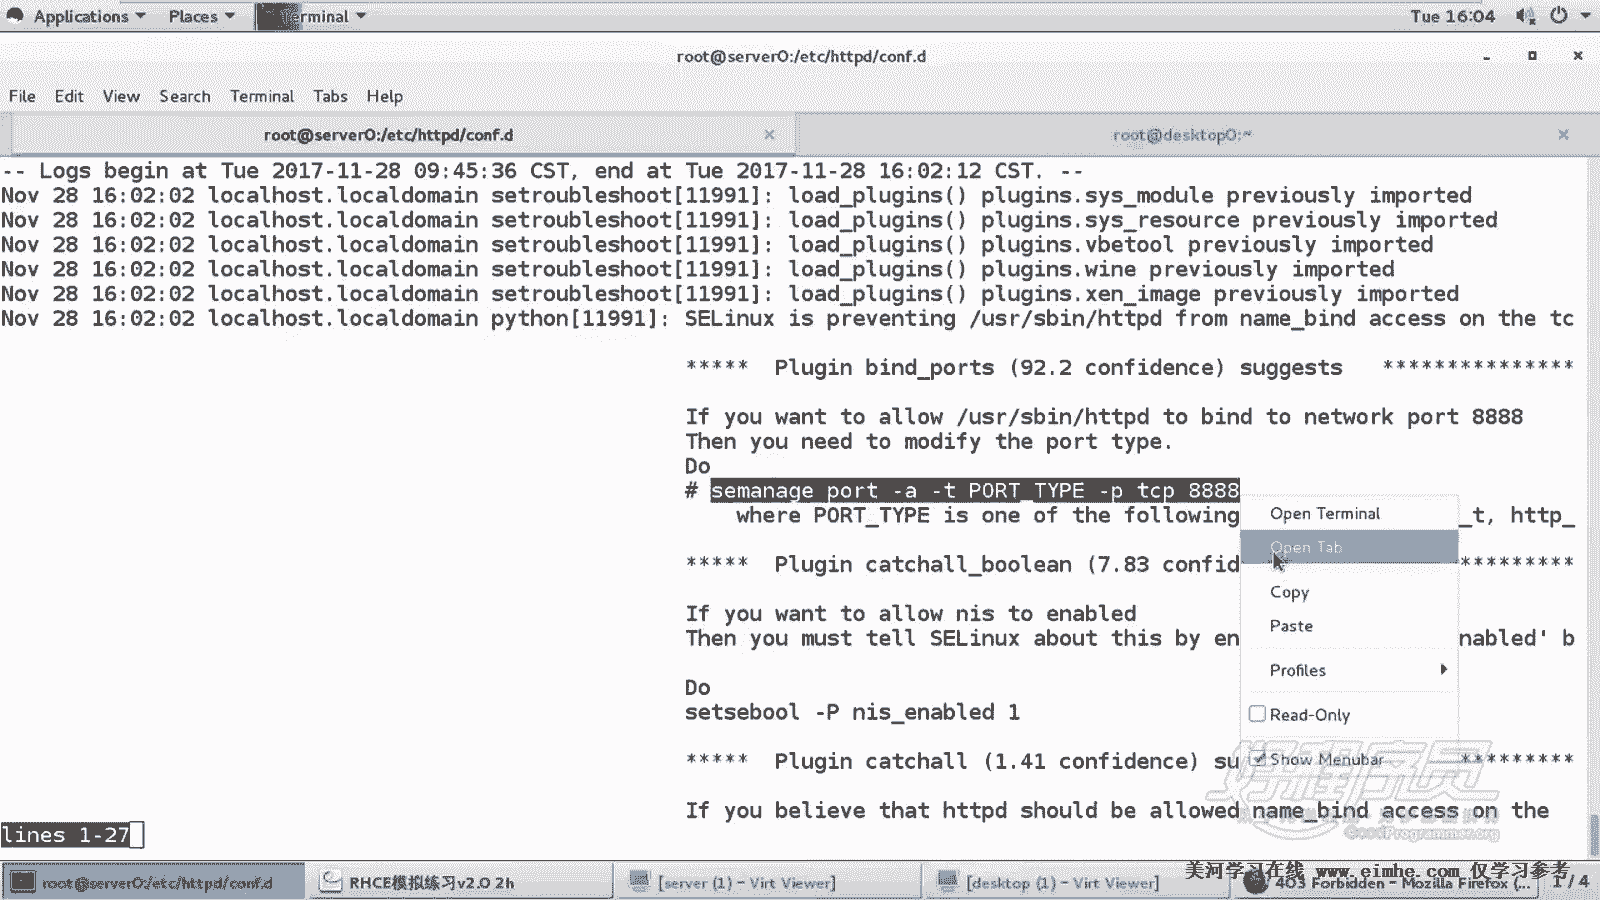 Applications Places Terminal Tue 16:04
root@server0:/etc/httpd/conf.d
File Edit View Search Terminal Tabs Help
root@server0:/etc/httpd/conf.d root@desktop0:~
-- Logs begin at Tue 2017-11-28 09:45:36 CST, end at Tue 2017-11-28 16:02:12 CST. --
Nov 28 16:02:02 localhost.localdomain setroubleshoot[11991]: load_plugins() plugins.sys_module previously imported
Nov 28 16:02:02 localhost.localdomain setroubleshoot[11991]: load_plugins() plugins.sys_resource previously imported
Nov 28 16:02:02 localhost.localdomain setroubleshoot[11991]: load_plugins() plugins.vbetool previously imported
Nov 28 16:02:02 localhost.localdomain setroubleshoot[11991]: load_plugins() plugins.wine previously imported
Nov 28 16:02:02 localhost.localdomain setroubleshoot[11991]: load_plugins() plugins.xen_image previously imported
Nov 28 16:02:02 localhost.localdomain python[11991]: SELinux is preventing /usr/sbin/httpd from name_bind access on the tc
***** Plugin bind_ports (92.2 confidence) suggests ***************
If you want to allow /usr/sbin/httpd to bind to network port 8888
Then you need to modify the port type.
Do
# semanage port -a -t PORT_TYPE -p tcp 8888
where PORT_TYPE is one of the following _t, http_
***** Plugin catchall_boolean (7.83 confid *********
If you want to allow nis to enabled
Then you must tell SELinux about this by en nabled' b
Do
setsebool -P nis_enabled 1
***** Plugin catchall (1.41 confidence) su *********
If you believe that httpd should be allowed name_bind access on the
lines 1-27
Open Terminal
Open Tab
Copy
Paste
Profiles
Read-Only
Show Menubar
好程序员
GoodProgrammer.org
root@server0:/etc/httpd/conf.d RHCE模拟练习v2.0 2h [server (1) - Virt Viewer] [desktop (1) - Virt Viewer] 403 Forbidden - Mozilla Firefox (... 1 / 4
美河学习在线 www.eimhe.com 仅学习参考